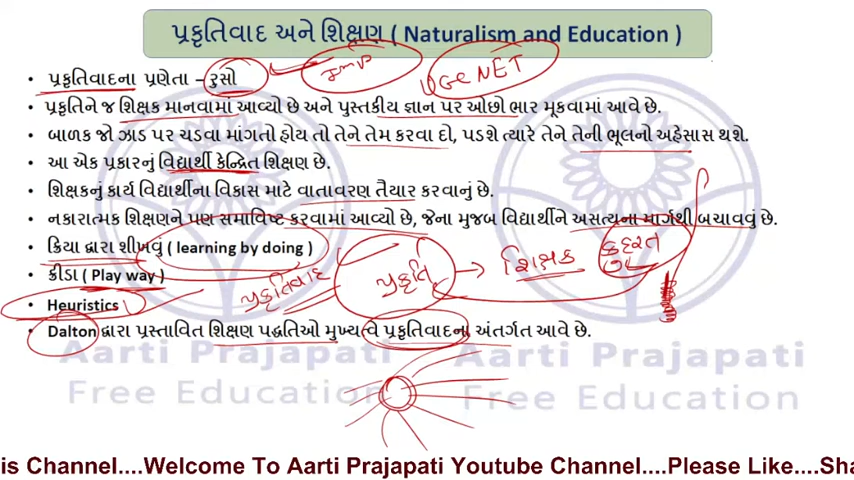 પ્રકૃતિવાદ અને શિક્ષણ ( Naturalism and Education )
• પ્રકૃતિવાદના પ્રણેતા – રુસો
Imp
UGC NET
• પ્રકૃતિને જ શિક્ષક માનવામાં આવ્યો છે અને પુસ્તકીય જ્ઞાન પર ઓછો ભાર મૂકવામાં આવે છે.
• બાળક જો ઝાડ પર ચડવા માંગતો હોય તો તેને તેમ કરવા દો, પડશે ત્યારે તેને તેની ભૂલનો અહેસાસ થશે.
• આ એક પ્રકારનું વિદ્યાર્થી કેન્દ્રિત શિક્ષણ છે.
• શિક્ષકનું કાર્ય વિદ્યાર્થીના વિકાસ માટે વાતાવરણ તૈયાર કરવાનું છે.
• નકારાત્મક શિક્ષણને પણ સમાવિષ્ટ કરવામાં આવ્યું છે, જેના મુજબ વિદ્યાર્થીને અસત્યના માર્ગથી બચાવવું છે.
• ક્રિયા દ્વારા શીખવું ( learning by doing )
કુદરત
શિક્ષક
• ક્રીડા ( Play way )
પ્રકૃતિવાદ
પ્રકૃતિ
• Heuristics
• Dalton દ્વારા પ્રસ્તાવિત શિક્ષણ પદ્ધતિઓ મુખ્યત્વે પ્રકૃતિવાદના અંતર્ગત આવે છે.
Aarti Prajapati Aarti Prajapati
Free Education Free Education
is Channel....Welcome To Aarti Prajapati Youtube Channel....Please Like....Sha